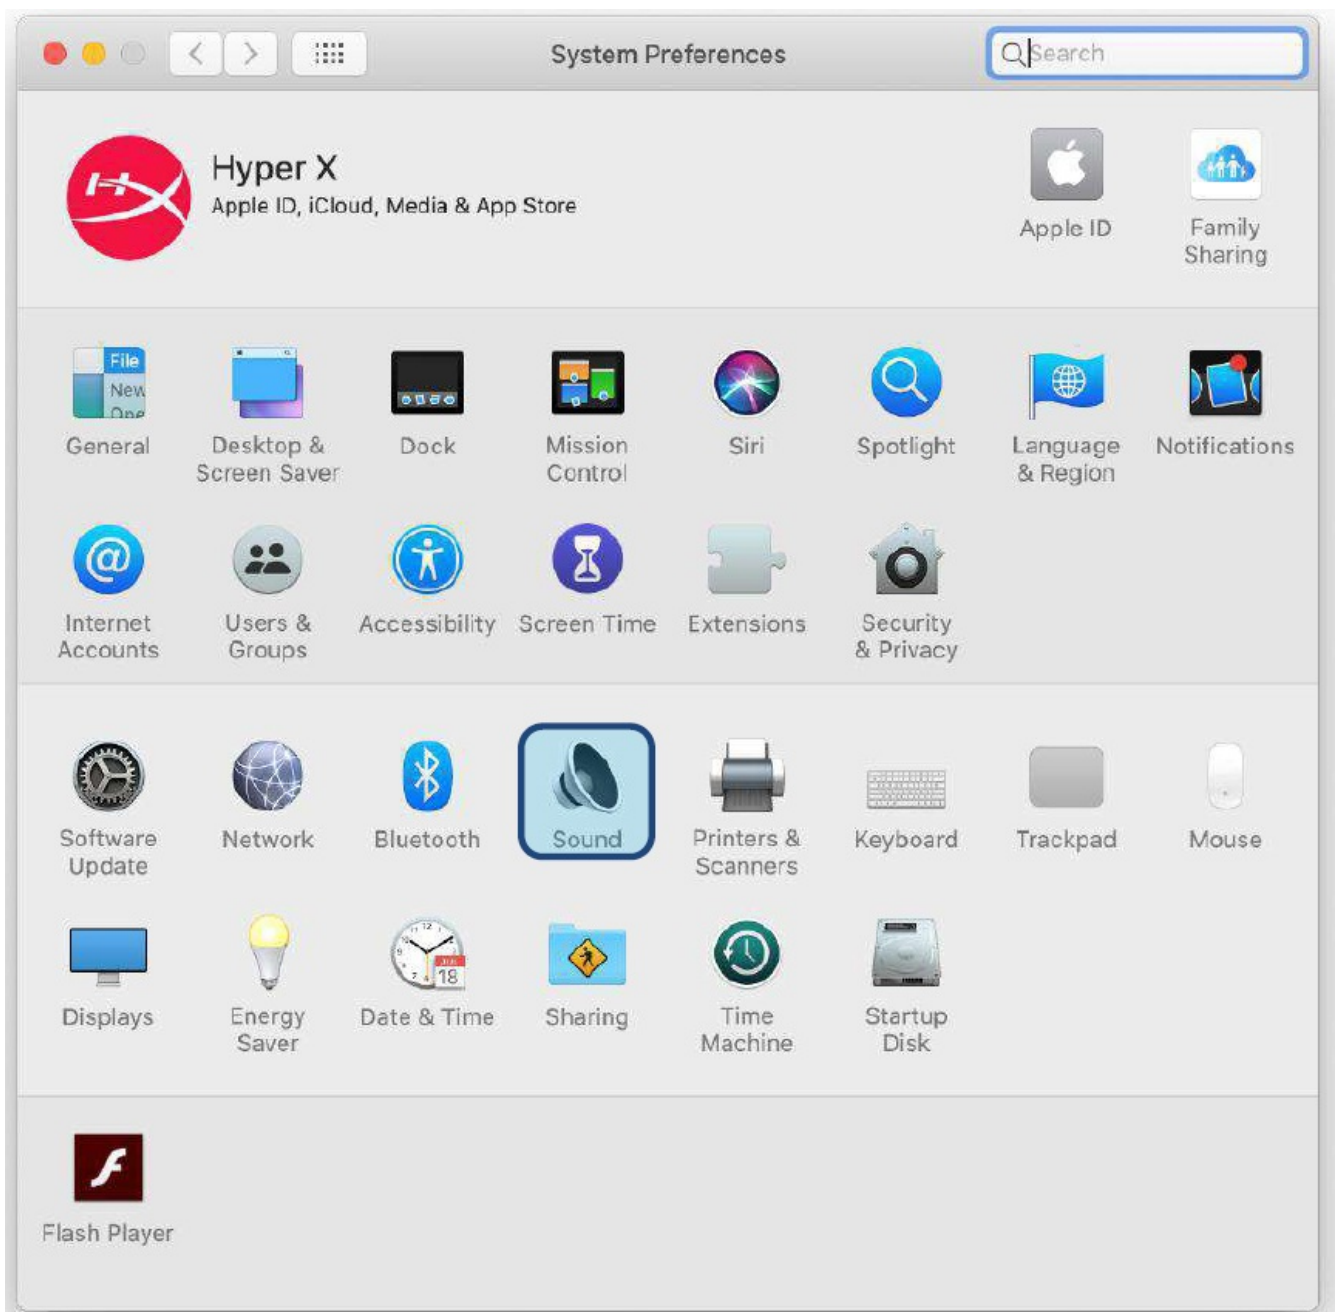 System Preferences
Search
Hyper X
Apple ID, iCloud, Media & App Store
Apple ID
Family
Sharing
File
New
Ope
General
Desktop &
Screen Saver
Dock
Mission
Control
Siri
Spotlight
Language
& Region
Notifications
Internet
Accounts
Users &
Groups
Accessibility
Screen Time
Extensions
Security
& Privacy
Software
Update
Network
Bluetooth
Sound
Printers &
Scanners
Keyboard
Trackpad
Mouse
18
Displays
Energy
Saver
Date & Time
Sharing
Time
Machine
Startup
Disk
Flash Player